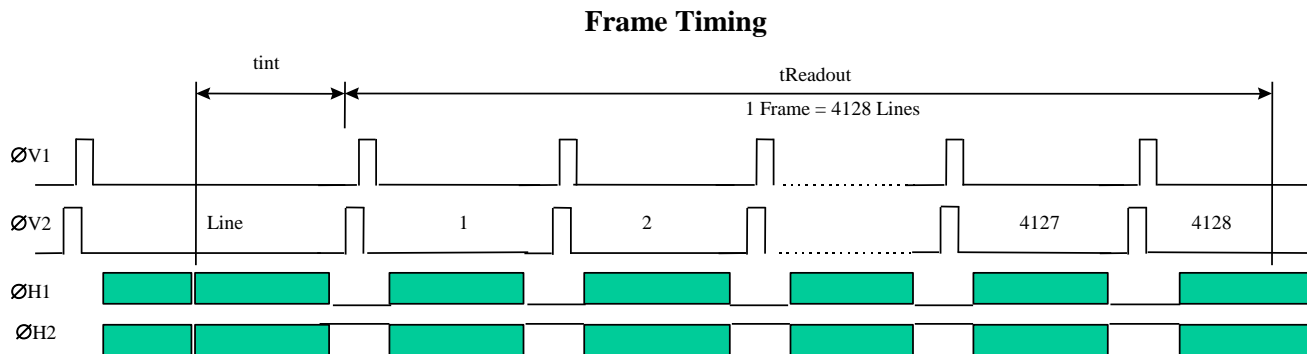 Frame Timing
tint
tReadout
1 Frame = 4128 Lines
ØV1
ØV2
Line
1
2
4127
4128
ØH1
ØH2